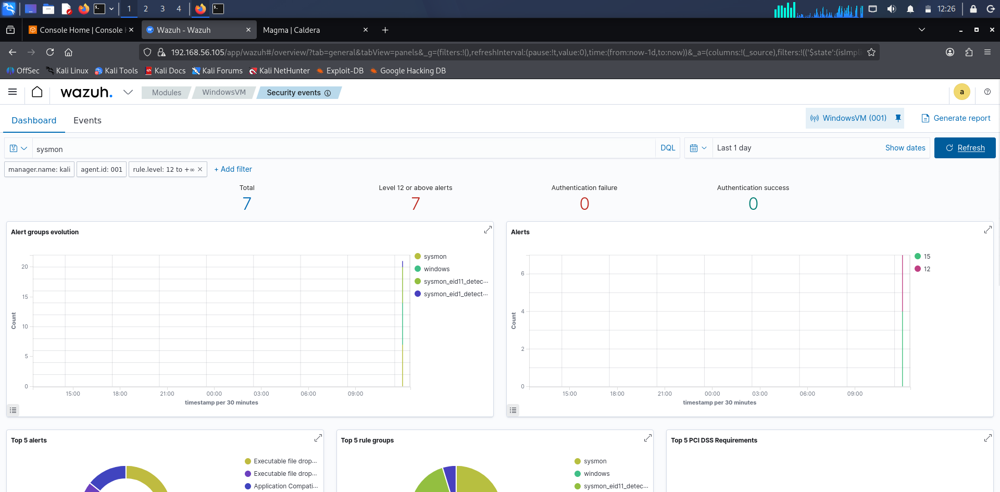 1 2 3 4
12:26
Console Home | Console
Wazuh - Wazuh
Magma | Caldera
192.168.56.105/app/wazuh#/overview/?tab=general&tabView=panels&_g=(filters:!(),refreshInterval:(pause:!t,value:0),time:(from:now-1d,to:now))&_a=(columns:!(_source),filters:!(('$state':(isImpli
OffSec Kali Linux Kali Tools Kali Docs Kali Forums Kali NetHunter Exploit-DB Google Hacking DB
wazuh. Modules WindowsVM Security events a
Dashboard Events WindowsVM (001) Generate report
sysmon DQL Last 1 day Show dates Refresh
manager.name: kali agent.id: 001 rule.level: 12 to +∞ + Add filter
Total Level 12 or above alerts Authentication failure Authentication success
7 7 0 0
Alert groups evolution
20
15
10
5
0
Count
15:00 18:00 21:00 00:00 03:00 06:00 09:00
timestamp per 30 minutes
sysmon
windows
sysmon_eid11_detec...
sysmon_eid1_detect...
Alerts
6
4
2
0
Count
15:00 18:00 21:00 00:00 03:00 06:00 09:00
timestamp per 30 minutes
15
12
Top 5 alerts
Executable file drop...
Executable file drop...
Application Compati...
Top 5 rule groups
sysmon
windows
sysmon_eid11_detec...
Top 5 PCI DSS Requirements